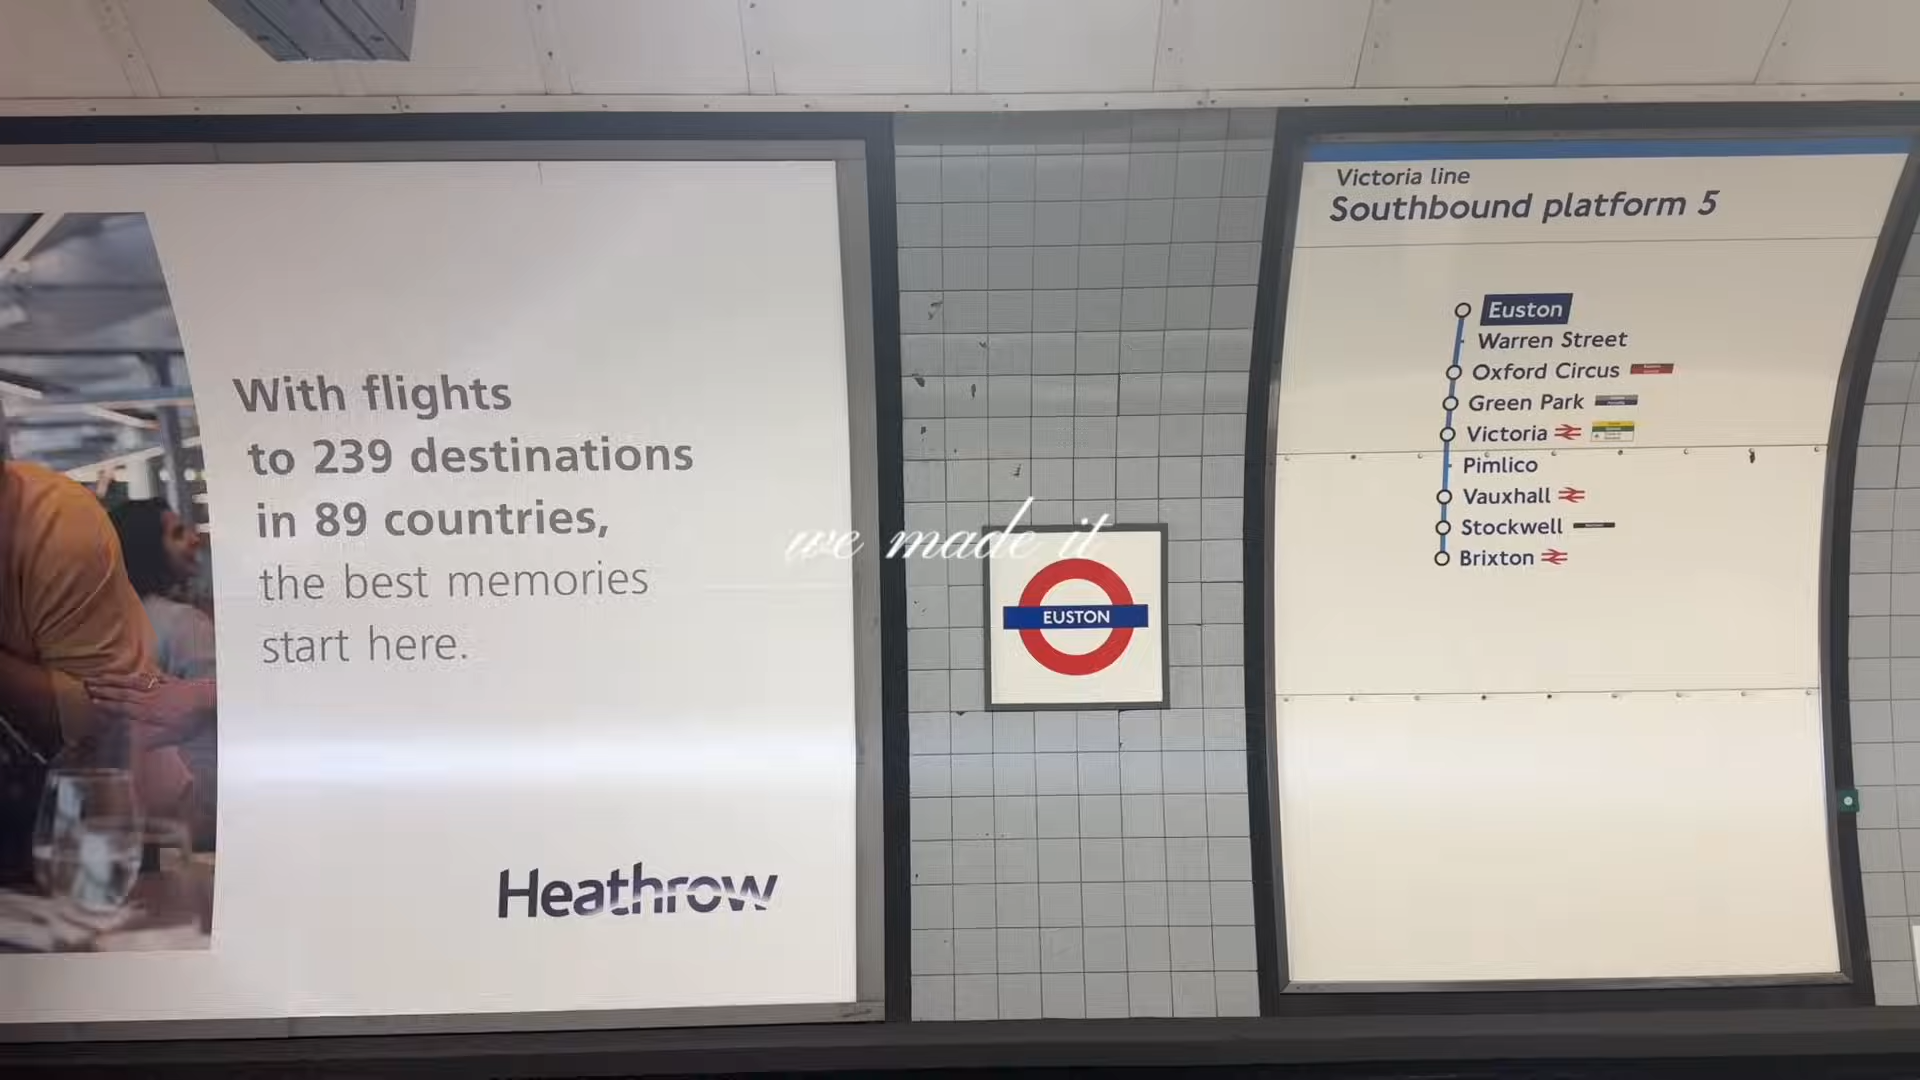 With flights
to 239 destinations
in 89 countries,
the best memories
start here.
Heathrow
we made it
EUSTON
Victoria line
Southbound platform 5
Euston
Warren Street
Oxford Circus
Green Park
Victoria
Pimlico
Vauxhall
Stockwell
Brixton